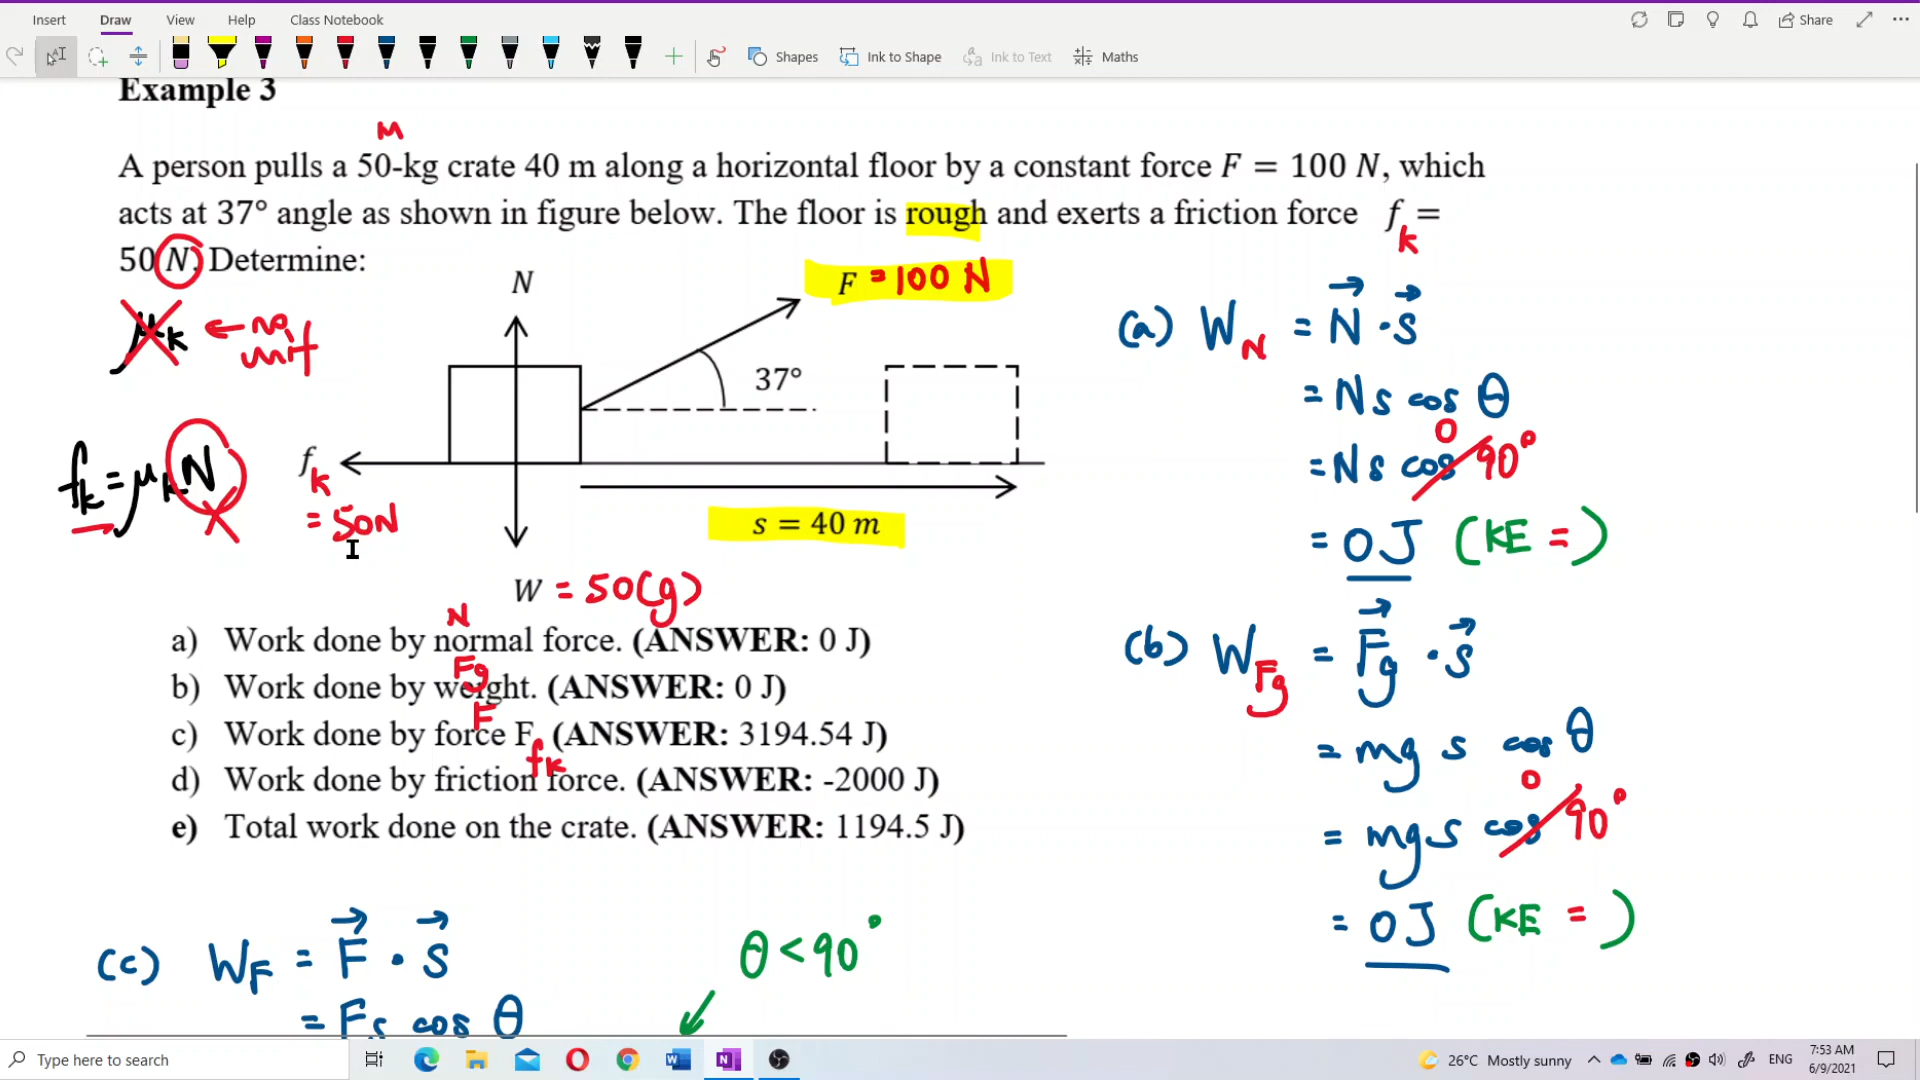 Insert Draw View Help Class Notebook Share
Shapes Ink to Shape Ink to Text Maths
Example 3
M
A person pulls a 50-kg crate 40 m along a horizontal floor by a constant force F = 100 N, which
acts at 37° angle as shown in figure below. The floor is rough and exerts a friction force f k =
50 N. Determine:
μk ← no unit
fk = μk N
N
F = 100 N
37°
fk = 50N
s = 40 m
W = 50(g)
N
a) Work done by normal force. (ANSWER: 0 J)
Fg
b) Work done by weight. (ANSWER: 0 J)
F
c) Work done by force F. (ANSWER: 3194.54 J)
fk
d) Work done by friction force. (ANSWER: -2000 J)
e) Total work done on the crate. (ANSWER: 1194.5 J)
(a) W N = N · s
= Ns cos θ
0
= Ns cos 90°
= 0J (KE = )
(b) W Fg = Fg · s
= mg s cos θ
0
= mgs cos 90°
= 0J (KE = )
(c) WF = F · s
= Fs cos θ
θ < 90°
Type here to search
26°C Mostly sunny ENG 7:53 AM
6/9/2021